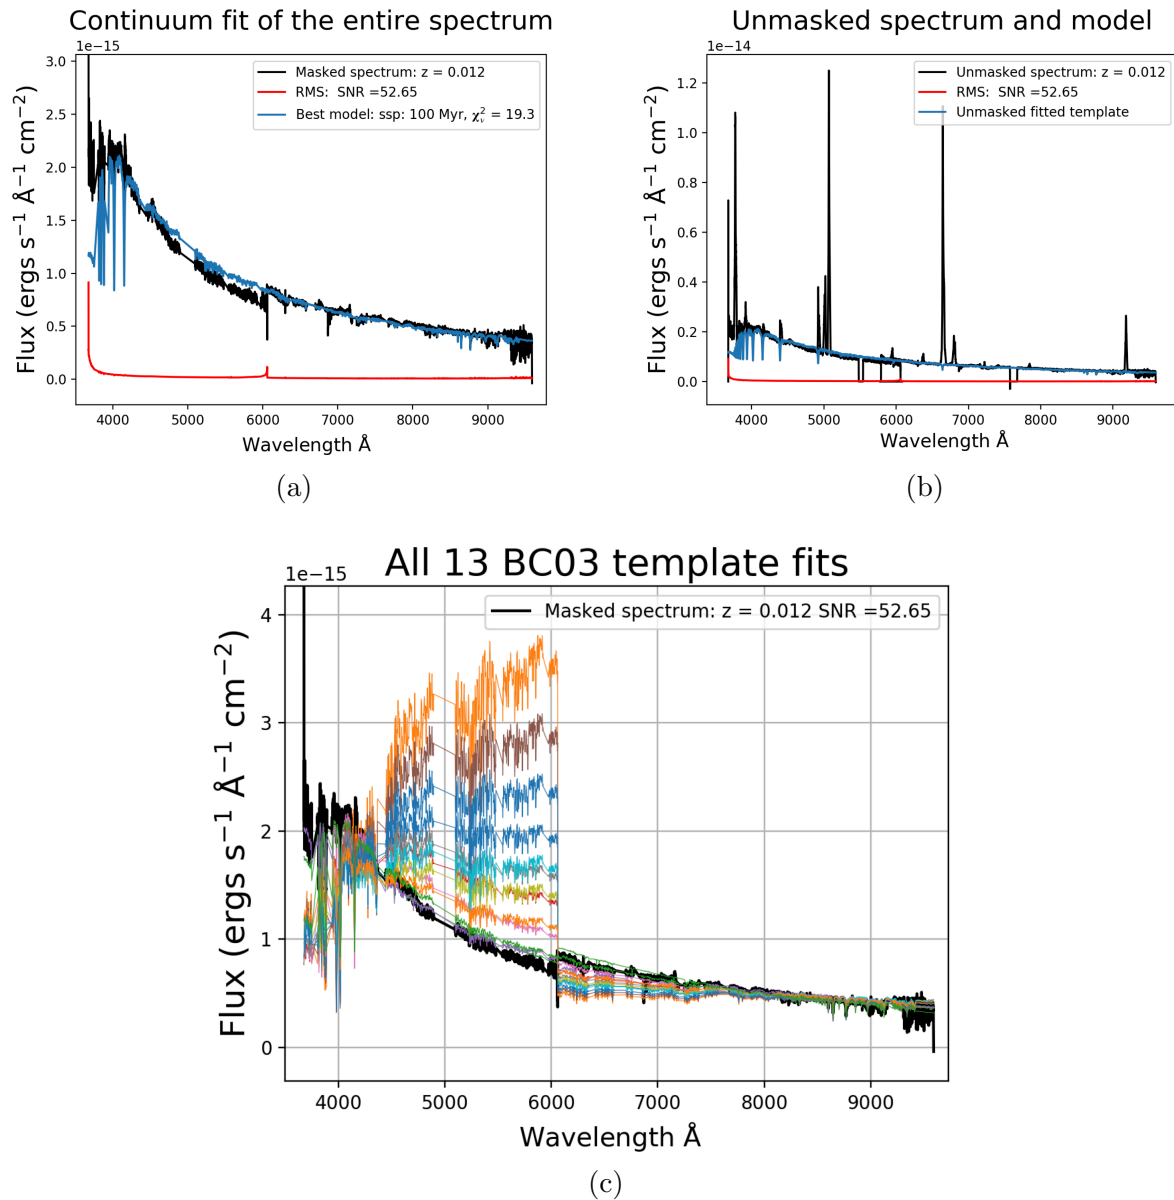 Continuum fit of the entire spectrum
1e−15
Masked spectrum: z = 0.012
RMS:  SNR =52.65
Best model: ssp: 100 Myr, χ²ᵥ = 19.3
Flux (ergs s⁻¹ Å⁻¹ cm⁻²)
3.0
2.5
2.0
1.5
1.0
0.5
0.0
4000 5000 6000 7000 8000 9000
Wavelength Å
(a)
Unmasked spectrum and model
1e−14
Unmasked spectrum: z = 0.012
RMS:  SNR =52.65
Unmasked fitted template
Flux (ergs s⁻¹ Å⁻¹ cm⁻²)
1.2
1.0
0.8
0.6
0.4
0.2
0.0
4000 5000 6000 7000 8000 9000
Wavelength Å
(b)
All 13 BC03 template fits
1e−15
Masked spectrum: z = 0.012 SNR =52.65
Flux (ergs s⁻¹ Å⁻¹ cm⁻²)
4
3
2
1
0
4000 5000 6000 7000 8000 9000
Wavelength Å
(c)